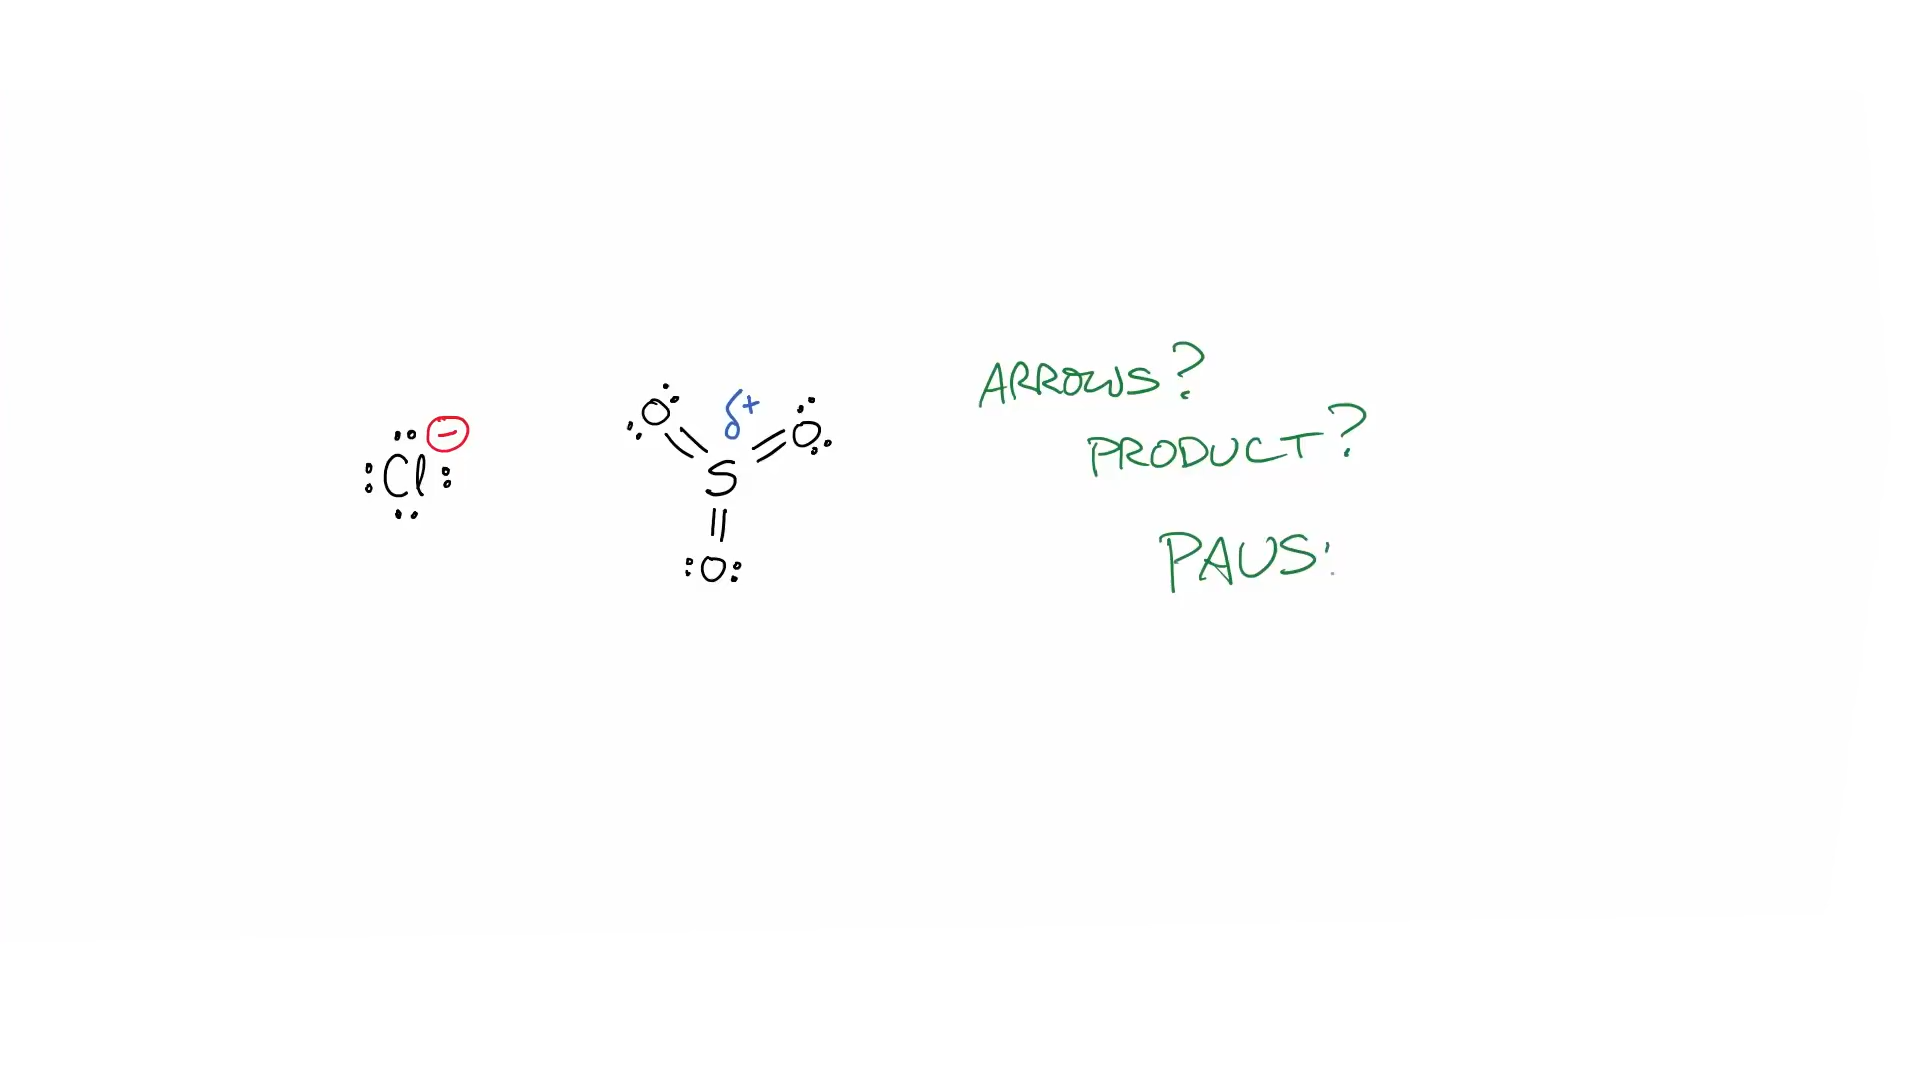 ARROWS?
PRODUCT?
PAUS
δ+
−
:Cl:
O
O
S
:O: